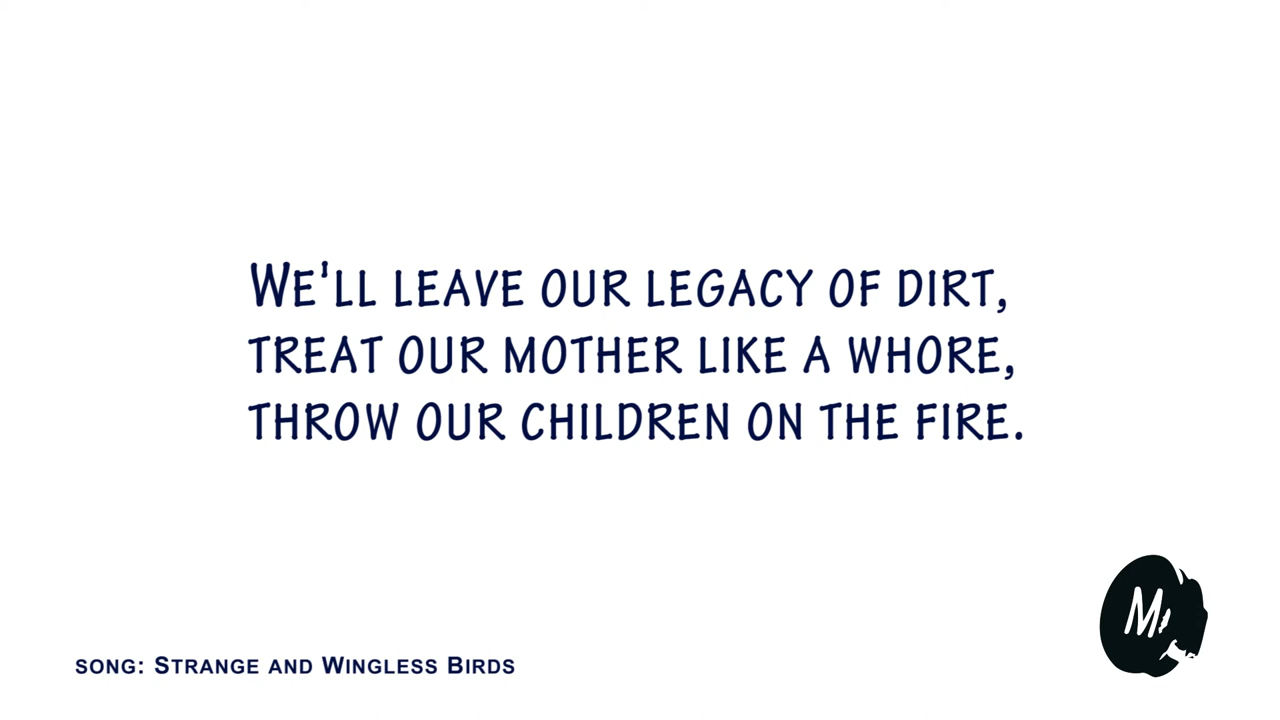 We'll leave our legacy of dirt,
treat our mother like a whore,
throw our children on the fire.
M
song: Strange and Wingless Birds